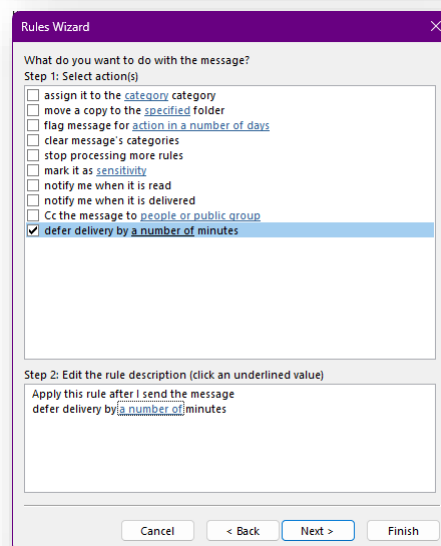 Rules Wizard
What do you want to do with the message?
Step 1: Select action(s)
assign it to the category category
move a copy to the specified folder
flag message for action in a number of days
clear message's categories
stop processing more rules
mark it as sensitivity
notify me when it is read
notify me when it is delivered
Cc the message to people or public group
defer delivery by a number of minutes
Step 2: Edit the rule description (click an underlined value)
Apply this rule after I send the message
defer delivery by a number of minutes
Cancel < Back Next > Finish